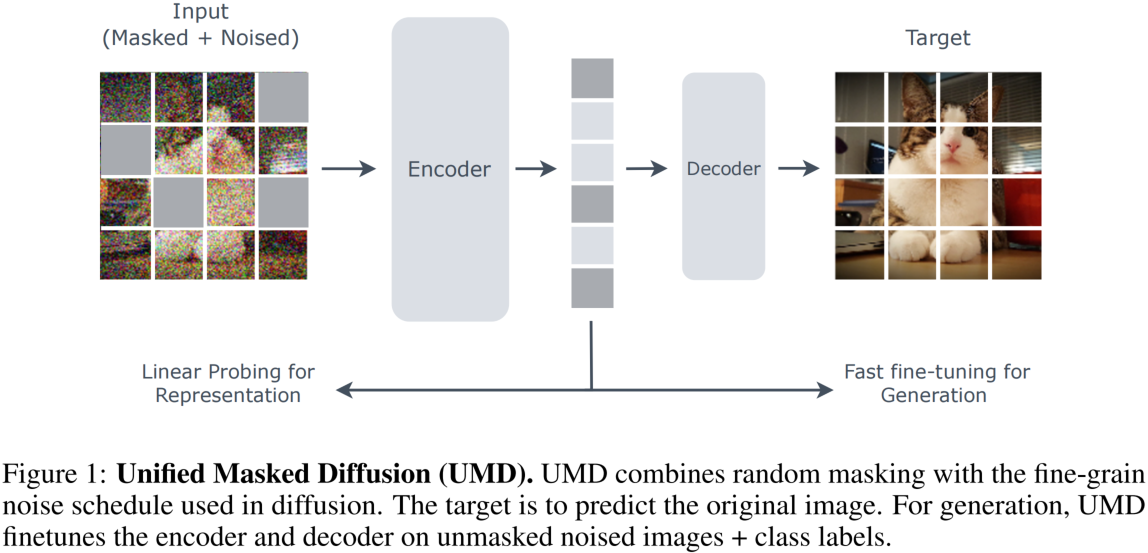 Input
(Masked + Noised)
Target
Encoder
Decoder
Linear Probing for
Representation
Fast fine-tuning for
Generation
Figure 1: Unified Masked Diffusion (UMD). UMD combines random masking with the fine-grain
noise schedule used in diffusion. The target is to predict the original image. For generation, UMD
finetunes the encoder and decoder on unmasked noised images + class labels.